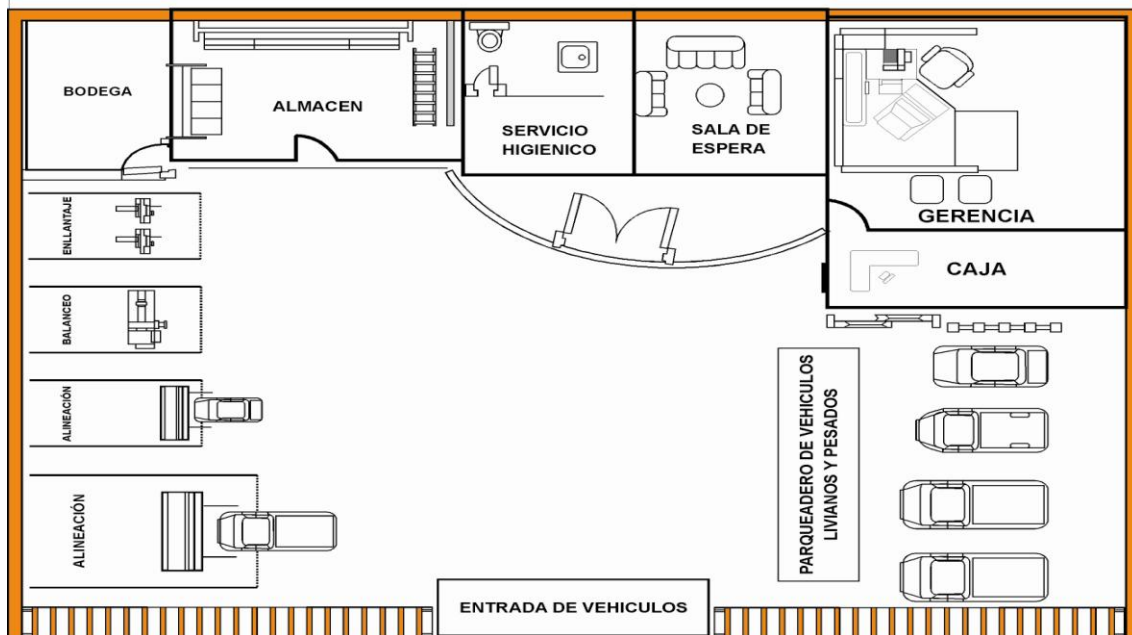 BODEGA
ALMACEN
SERVICIO
HIGIENICO
SALA DE
ESPERA
GERENCIA
CAJA
ENLLANTAJE
BALANCEO
ALINEACIÓN
ALINEACIÓN
PARQUEADERO DE VEHICULOS
LIVIANOS Y PESADOS
ENTRADA DE VEHICULOS